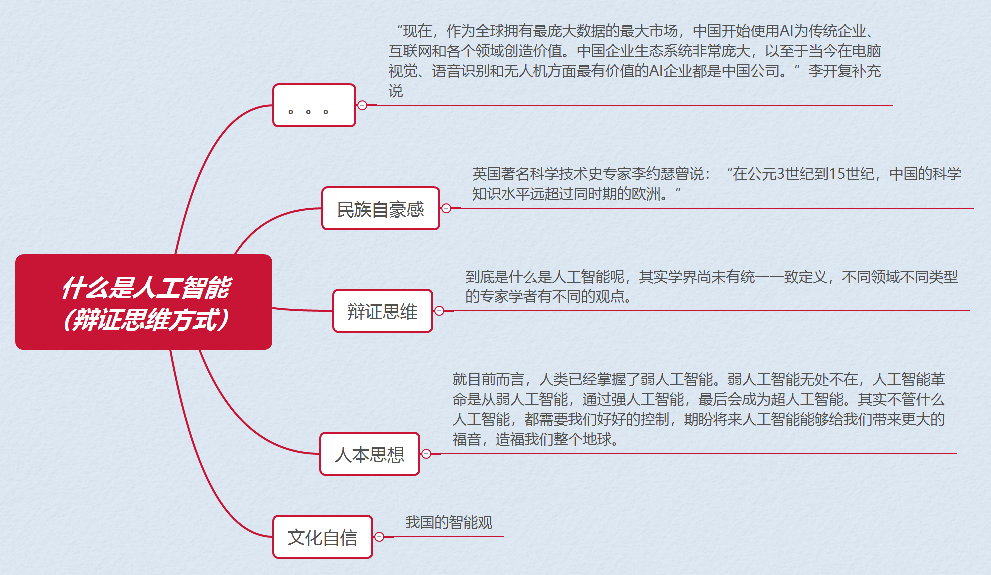 “现在，作为全球拥有最庞大数据的最大市场，中国开始使用AI为传统企业、
互联网和各个领域创造价值。中国企业生态系统非常庞大，以至于当今在电脑
视觉、语音识别和无人机方面最有价值的AI企业都是中国公司。”李开复补充
说
。。。
英国著名科学技术史专家李约瑟曾说：“在公元3世纪到15世纪，中国的科学
知识水平远超过同时期的欧洲。”
民族自豪感
什么是人工智能
（辩证思维方式）
到底是什么是人工智能呢，其实学界尚未有统一一致定义，不同领域不同类型
的专家学者有不同的观点。
辩证思维
就目前而言，人类已经掌握了弱人工智能。弱人工智能无处不在，人工智能革
命是从弱人工智能，通过强人工智能，最后会成为超人工智能。其实不管什么
人工智能，都需要我们好好的控制，期盼将来人工智能能够给我们带来更大的
福音，造福我们整个地球。
人本思想
我国的智能观
文化自信